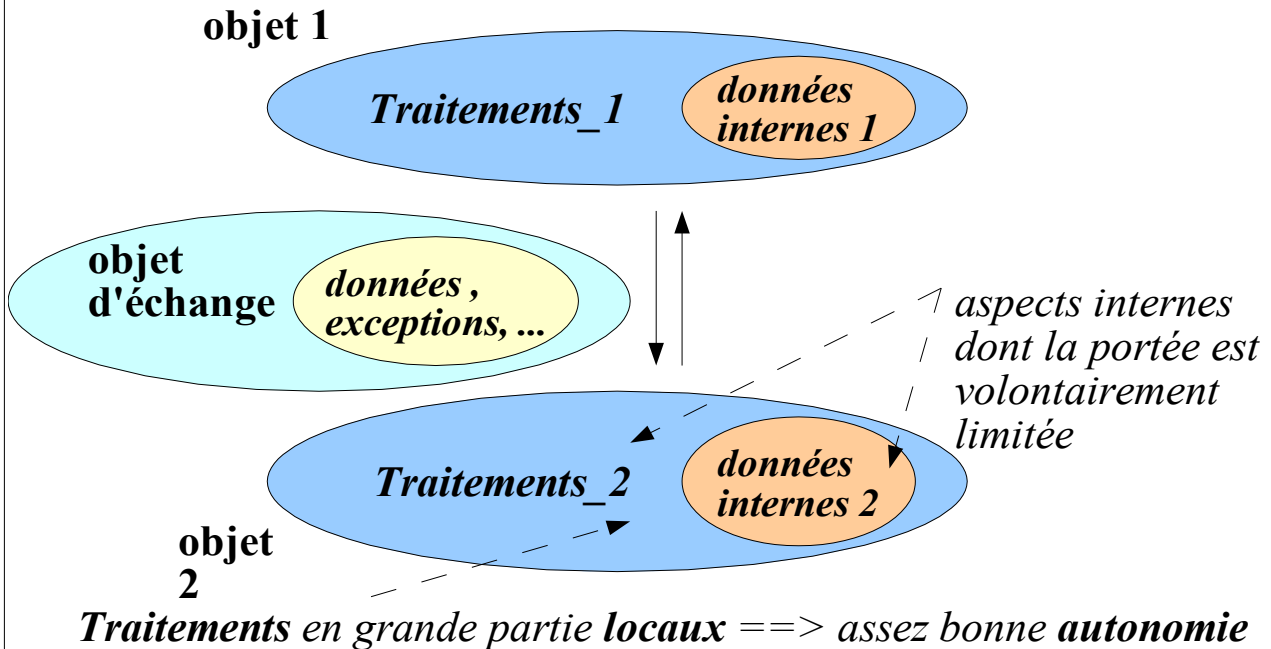 objet 1
Traitements_1
données
internes 1
objet
d'échange
données ,
exceptions, ...
aspects internes
dont la portée est
volontairement
limitée
Traitements_2
données
internes 2
objet
2
Traitements en grande partie locaux ==> assez bonne autonomie